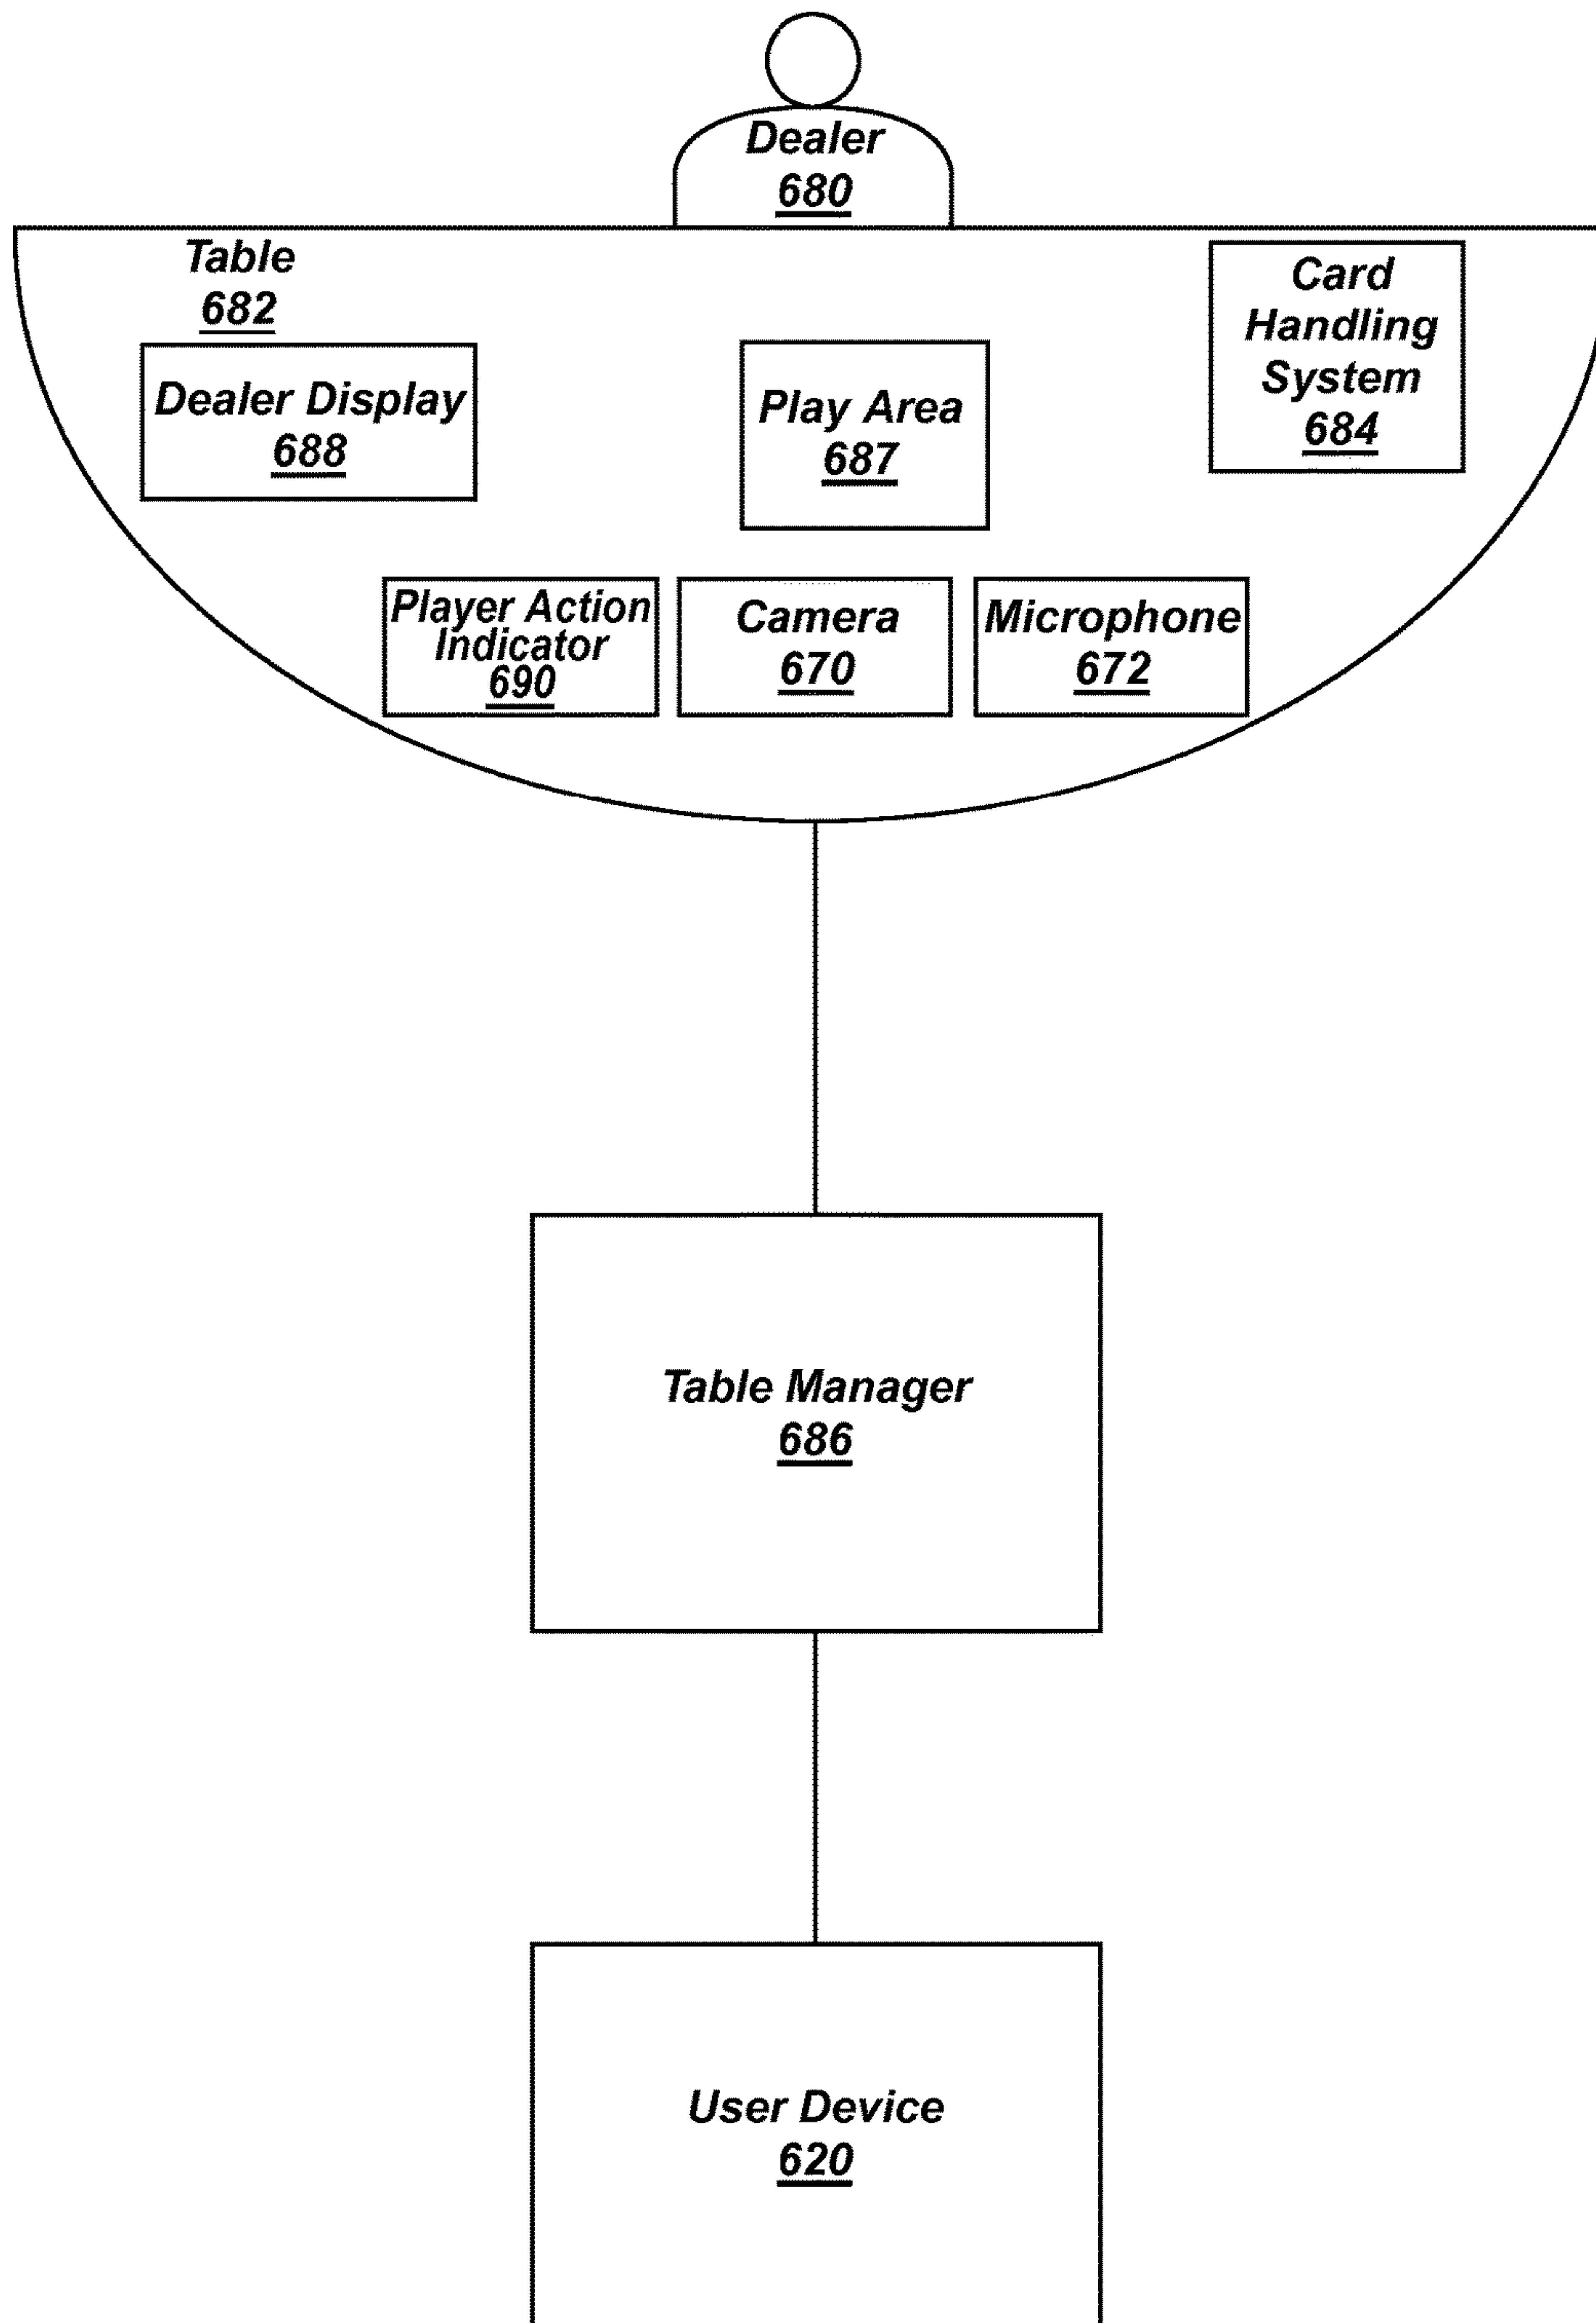 Dealer
680
Table
682
Card
Handling
System
684
Dealer Display
688
Play Area
687
Player Action
Indicator
690
Camera
670
Microphone
672
Table Manager
686
User Device
620